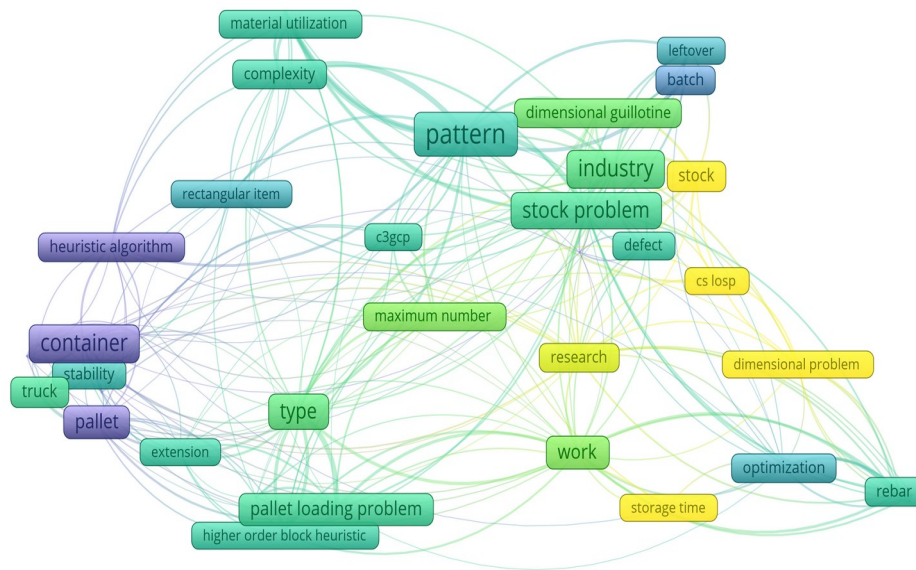 material utilization
leftover
complexity
batch
dimensional guillotine
pattern
industry
stock
rectangular item
stock problem
c3gcp
defect
heuristic algorithm
cs losp
maximum number
container
research
dimensional problem
stability
truck
type
pallet
extension
work
optimization
rebar
pallet loading problem
storage time
higher order block heuristic